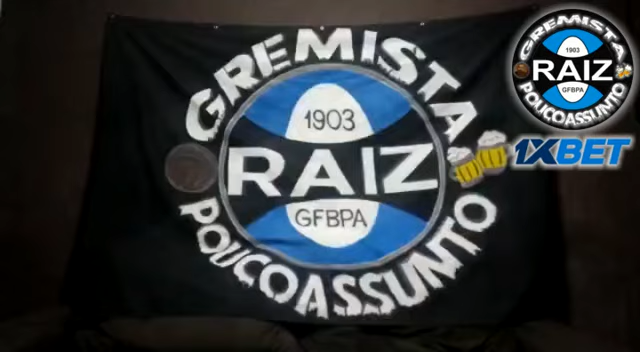 GREMISTA
1903
RAIZ
GFBPA
POUCOASSUNTO
GREMISTA
1903
RAIZ
GFBPA
POUCOASSUNTO
1XBET